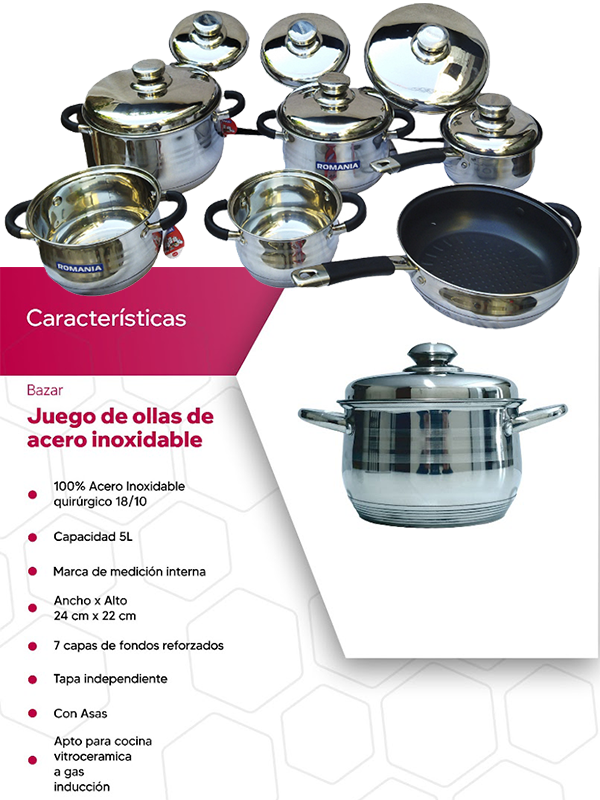 ROMANIA
ROMANIA
Características
Bazar
Juego de ollas de
acero inoxidable
100% Acero Inoxidable
quirúrgico 18/10
Capacidad 5L
Marca de medición interna
Ancho x Alto
24 cm x 22 cm
7 capas de fondos reforzados
Tapa independiente
Con Asas
Apto para cocina
vitroceramica
a gas
inducción